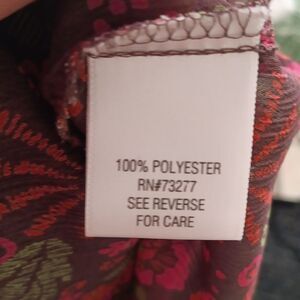 100% POLYESTER
RN#73277
SEE REVERSE
FOR CARE